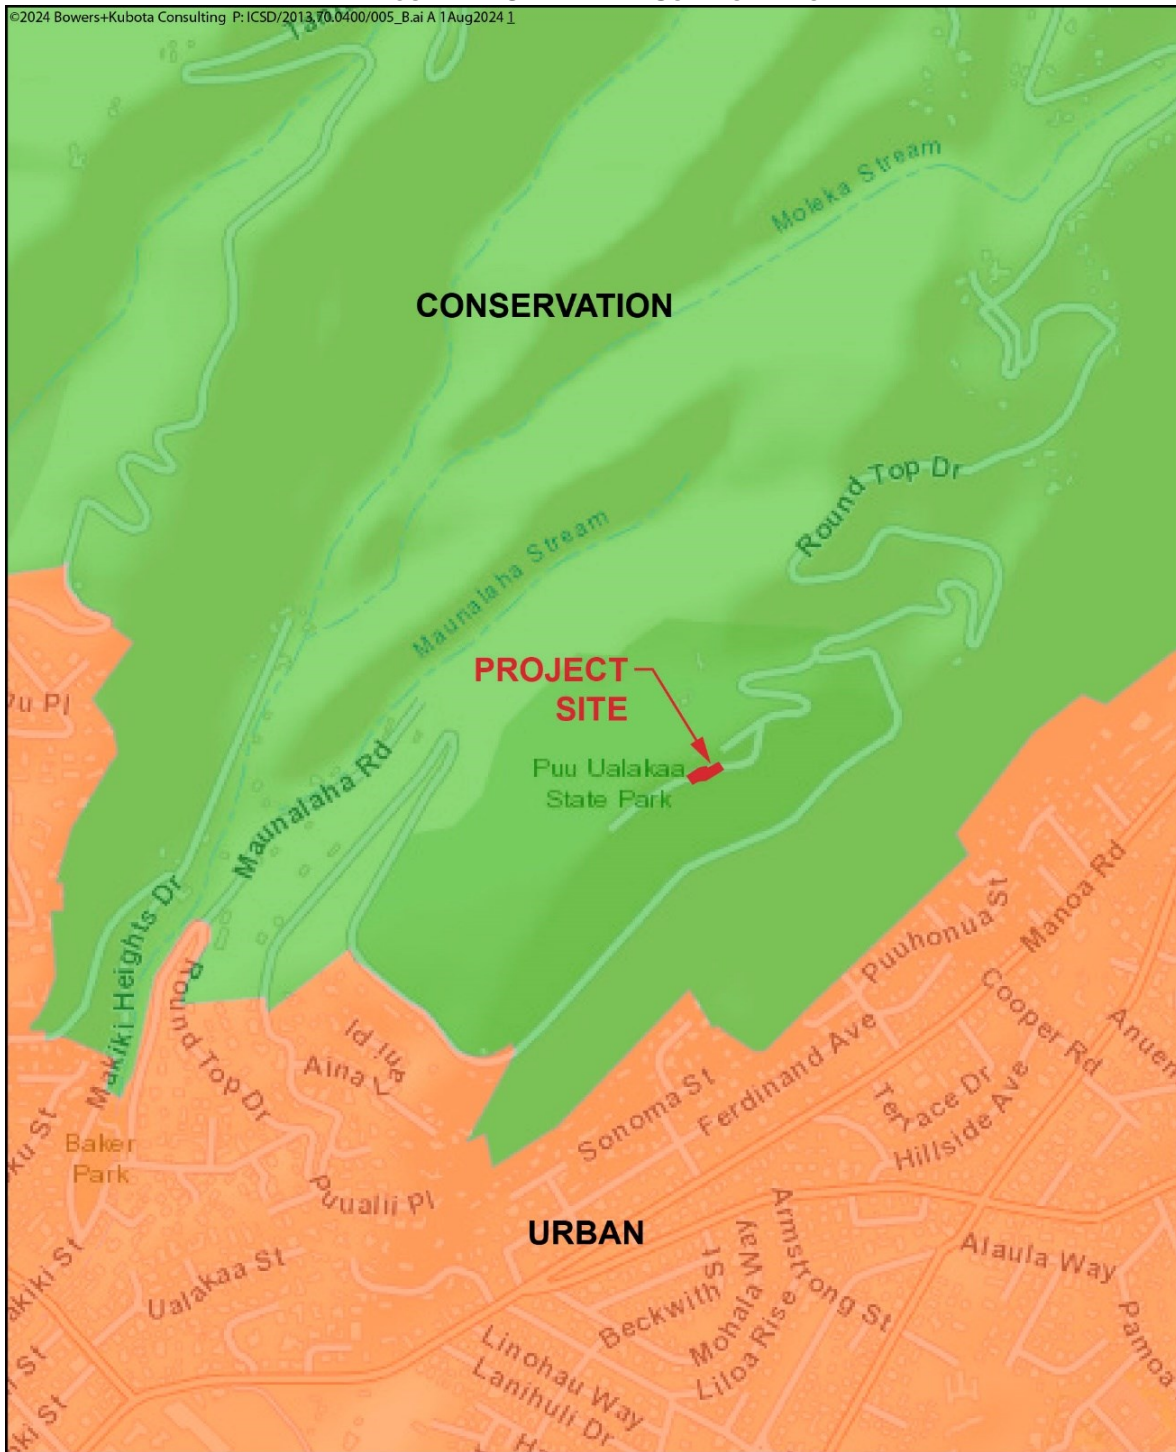 ©2024 Bowers+Kubota Consulting P: ICSD/2013.70.0400/005_B.ai A 1Aug2024 1
Moleka Stream
CONSERVATION
Round Top Dr
Maunalaha Stream
PROJECT
SITE
Puu Ualakaa
State Park
Maunalaha Rd
Makiki Heights Dr
Round Top Dr
Aina Lani Pl
Puuhonua St
Manoa Rd
Cooper Rd
Ferdinand Ave
Sonoma St
Terrace Dr
Hillside Ave
Baker
Park
Puualii Pl
URBAN
Ualakaa St
Armstrong St
Alaula Way
Beckwith St
Mohala Way
Liloa Rise
Linohau Way
Lanihuli Dr
Pamoa